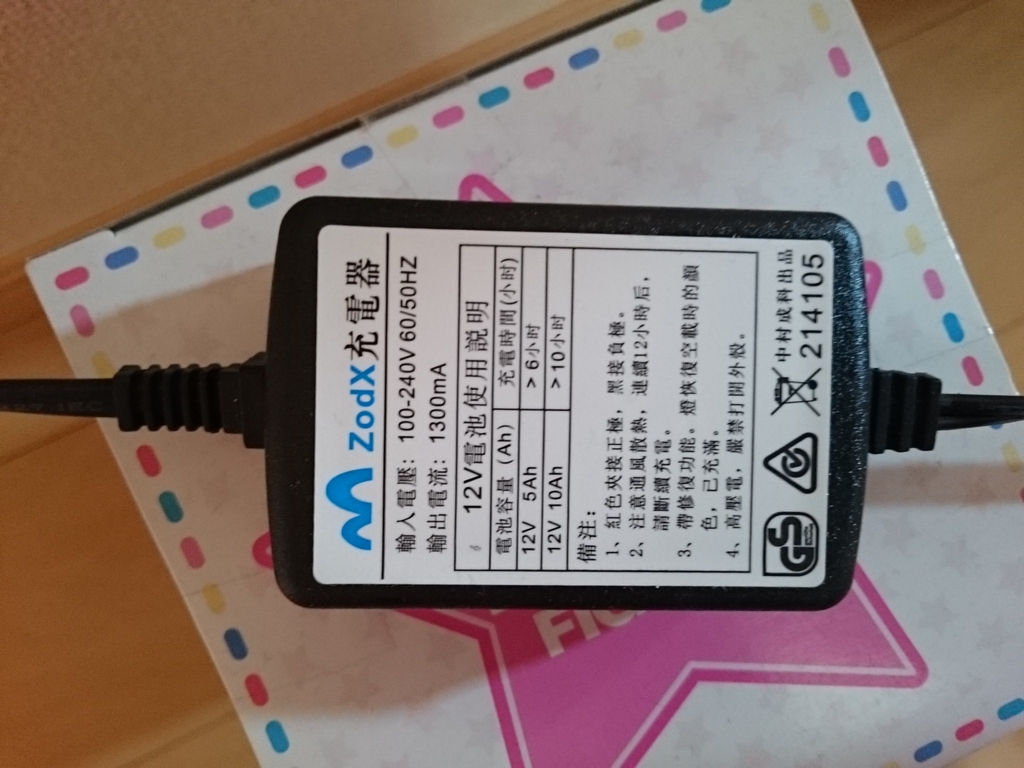 ZodX充電器
輸入電壓：100-240V 60/50HZ
輸出電流：1300mA
12V電池使用説明
電池容量（Ah） 充電時間(小时)
12V 5Ah >6小时
12V 10Ah >10小时
備注：
1、紅色夾接正極，黑接負極。
2、注意通風散熱，連續12小時后，
請斷續充電。
3、帶修復功能。燈恢復空載時的顏
色，已充滿。
4、高壓電，嚴禁打開外殼。
GS
中村成科出品
214105